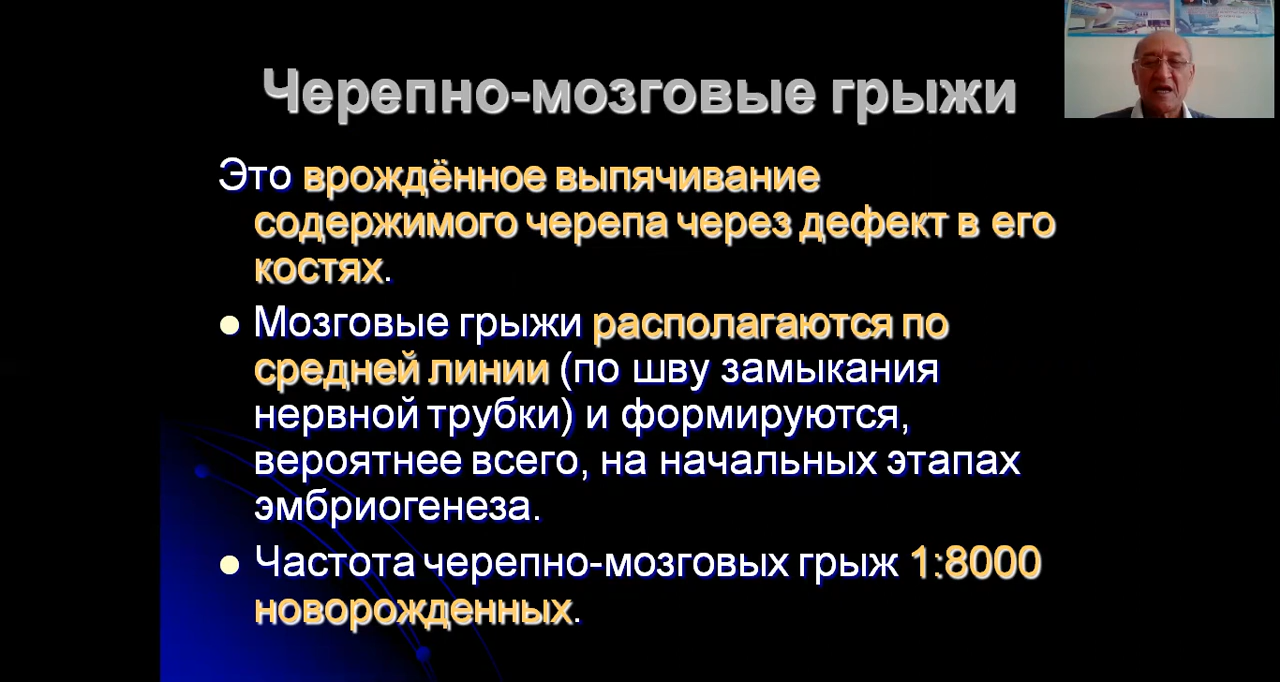 Черепно-мозговые грыжи
Это врождённое выпячивание
содержимого черепа через дефект в его
костях.
Мозговые грыжи располагаются по
средней линии (по шву замыкания
нервной трубки) и формируются,
вероятнее всего, на начальных этапах
эмбриогенеза.
Частота черепно-мозговых грыж 1:8000
новорожденных.